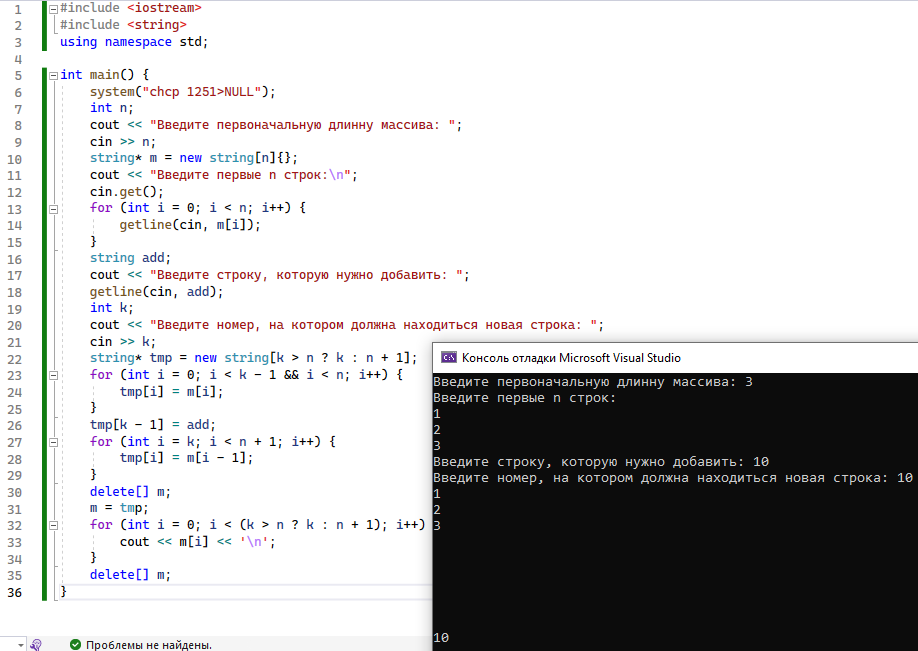 1 #include <iostream>
2 #include <string>
3 using namespace std;
4
5 int main() {
6 system("chcp 1251>NULL");
7 int n;
8 cout << "Введите первоначальную длинну массива: ";
9 cin >> n;
10 string* m = new string[n]{};
11 cout << "Введите первые n строк:\n";
12 cin.get();
13 for (int i = 0; i < n; i++) {
14 getline(cin, m[i]);
15 }
16 string add;
17 cout << "Введите строку, которую нужно добавить: ";
18 getline(cin, add);
19 int k;
20 cout << "Введите номер, на котором должна находиться новая строка: ";
21 cin >> k;
22 string* tmp = new string[k > n ? k : n + 1];
23 for (int i = 0; i < k - 1 && i < n; i++) {
24 tmp[i] = m[i];
25 }
26 tmp[k - 1] = add;
27 for (int i = k; i < n + 1; i++) {
28 tmp[i] = m[i - 1];
29 }
30 delete[] m;
31 m = tmp;
32 for (int i = 0; i < (k > n ? k : n + 1); i++)
33 cout << m[i] << '\n';
34 }
35 delete[] m;
36 }
Проблемы не найдены.
Консоль отладки Microsoft Visual Studio
Введите первоначальную длинну массива: 3
Введите первые n строк:
1
2
3
Введите строку, которую нужно добавить: 10
Введите номер, на котором должна находиться новая строка: 10
1
2
3
10